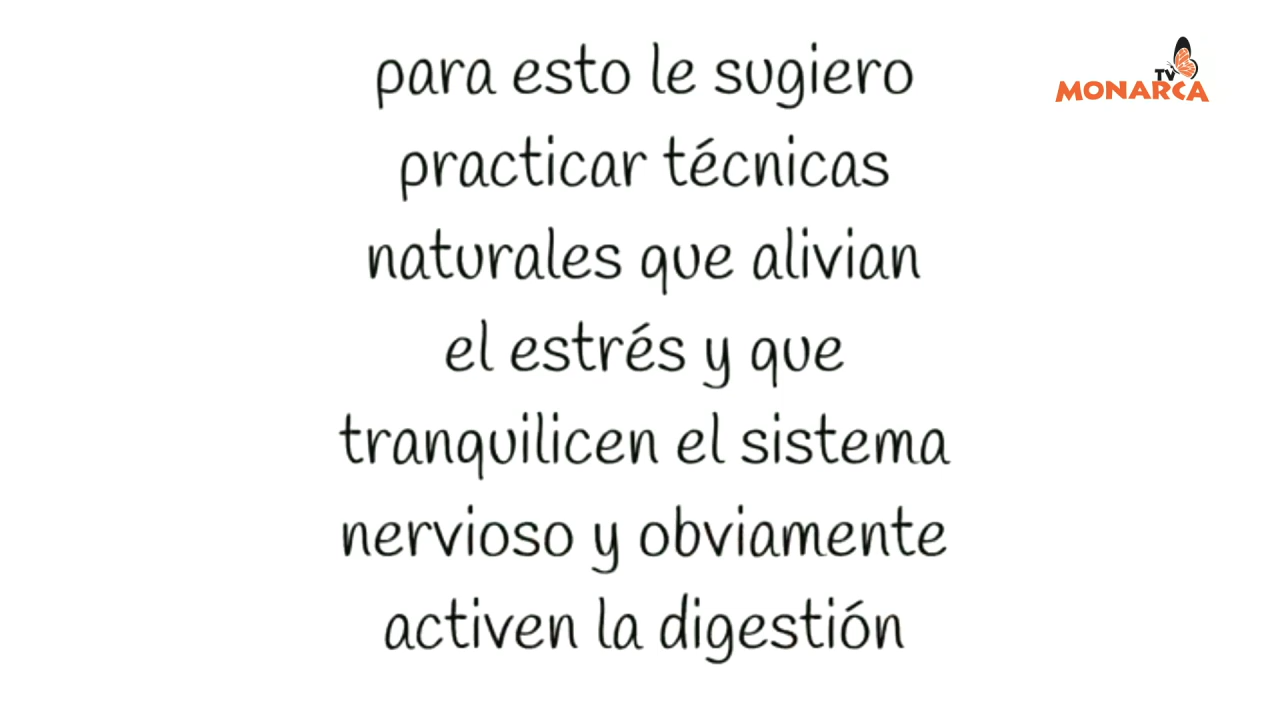 para esto le sugiero
practicar técnicas
naturales que alivian
el estrés y que
tranquilicen el sistema
nervioso y obviamente
activen la digestión
TV
MONARCA